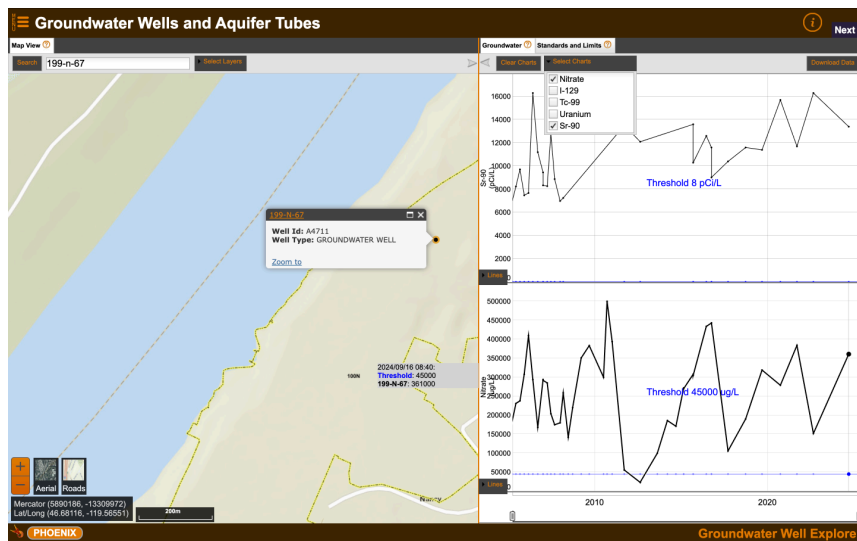 Groundwater Wells and Aquifer Tubes
i
Next
Map View ?
Search
199-n-67
Select Layers
199-N-67
Well Id: A4711
Well Type: GROUNDWATER WELL
Zoom to
100N
2024/09/16 08:40:
Threshold: 45000
199-N-67: 361000
Nancy
+
−
Aerial
Roads
Mercator (5890186, -13309972)
Lat/Long (46.68116, -119.56551)
200m
Groundwater ?
Standards and Limits ?
Clear Charts
Select Charts
Download Data
Nitrate
I-129
Tc-99
Uranium
Sr-90
16000
14000
12000
10000
8000
6000
4000
2000
0
Sr-90
(pCi/L)
Threshold 8 pCi/L
Lines
500000
450000
400000
350000
300000
250000
200000
150000
100000
50000
0
Nitrate
ug/L)
Threshold 45000 ug/L
Lines
2010
2020
PHOENIX
Groundwater Well Explore